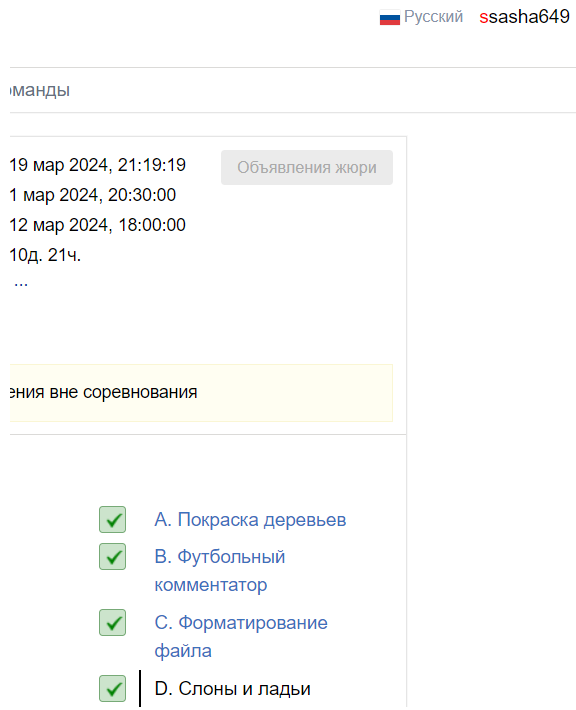 Русский ssasha649
оманды
19 мар 2024, 21:19:19
Объявления жюри
1 мар 2024, 20:30:00
12 мар 2024, 18:00:00
10д. 21ч.
...
ения вне соревнования
A. Покраска деревьев
B. Футбольный
комментатор
C. Форматирование
файла
D. Слоны и ладьи